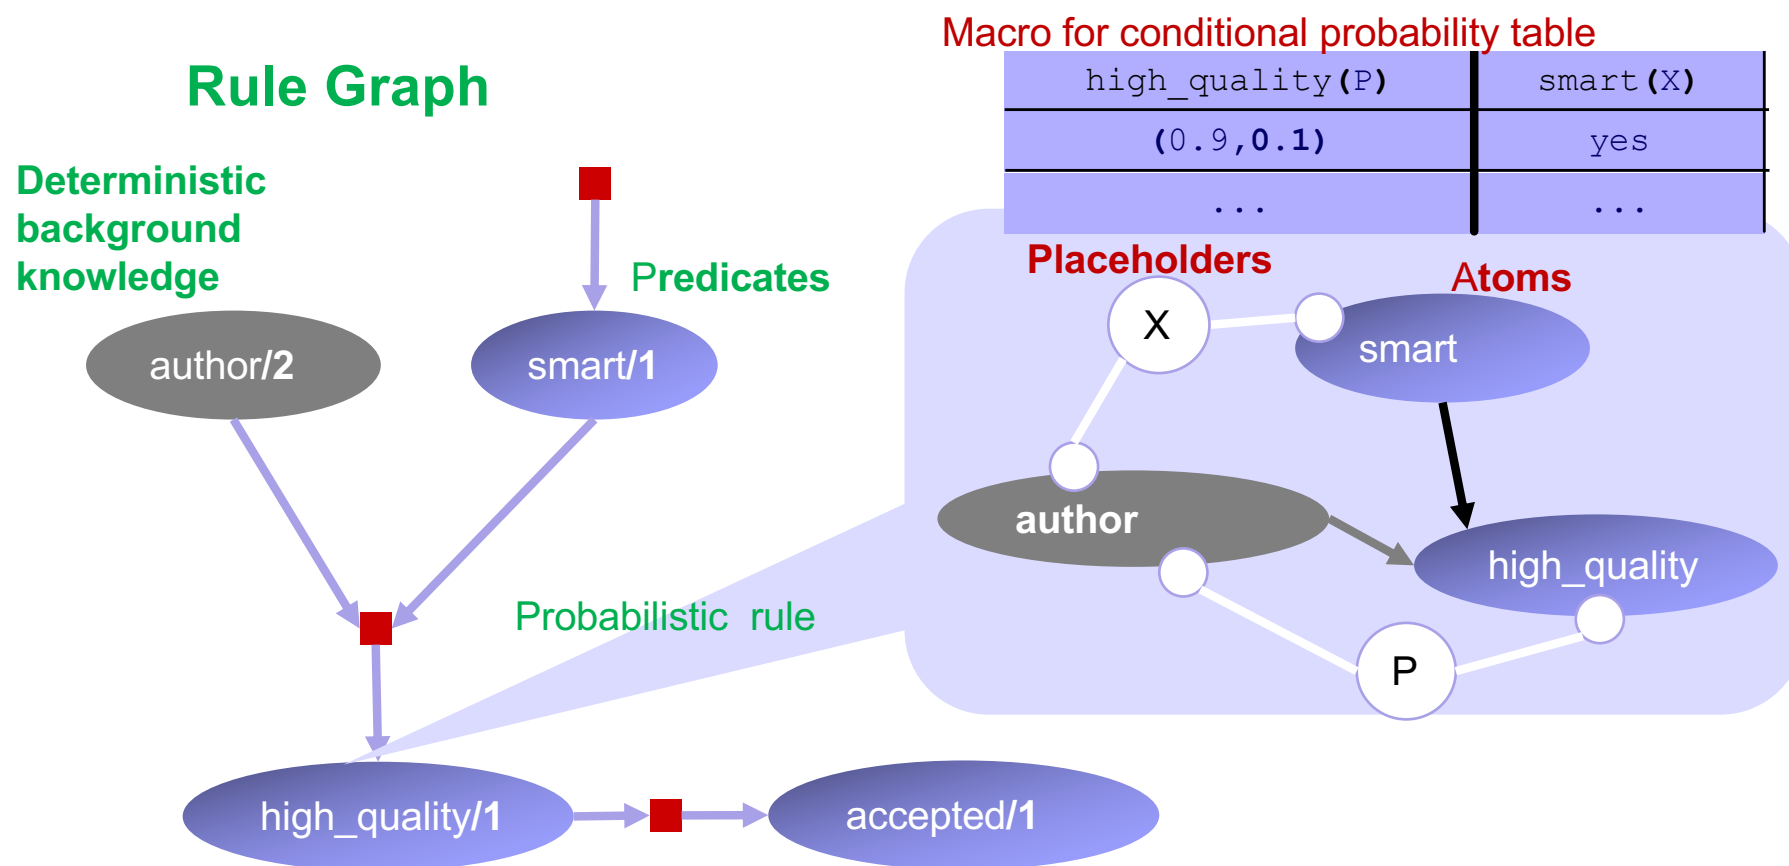 Macro for conditional probability table
Rule Graph
high_quality(P) smart(X)
(0.9,0.1) yes
... ...
Deterministic
background
knowledge
Predicates
Placeholders
Atoms
X
smart
author/2
smart/1
author
high_quality
Probabilistic rule
P
high_quality/1
accepted/1